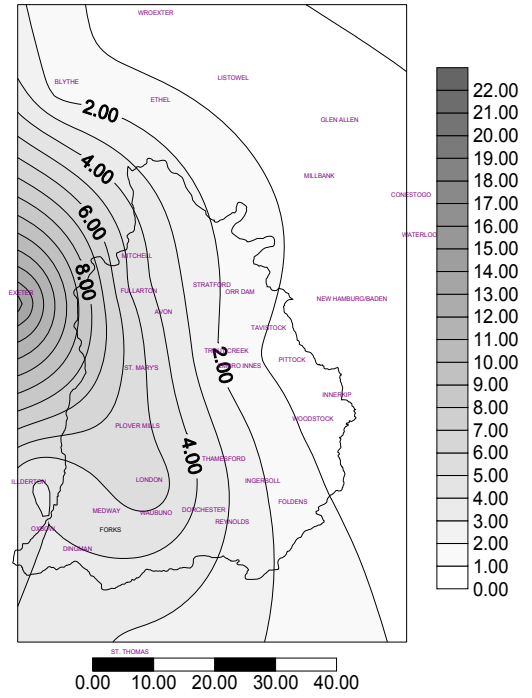 WROEXTER
BLYTHE
LISTOWEL
ETHEL
2.00
GLEN ALLEN
4.00
MILLBANK
CONESTOGO
6.00
WATERLOO
MITCHELL
8.00
EXETER
FULLARTON
STRATFORD
ORR DAM
NEW HAMBURG/BADEN
AVON
TAVISTOCK
2.00
PITTOCK
ST. MARY'S
INNES
INNERKIP
WOODSTOCK
PLOVER MILLS
4.00
THAMESFORD
ILLDERTON
LONDON
INGERSOLL
FOLDENS
MEDWAY
WAUBUNO
DORCHESTER
REYNOLDS
OXBOW
FORKS
DINGMAN
ST. THOMAS
0.00 10.00 20.00 30.00 40.00
22.00
21.00
20.00
19.00
18.00
17.00
16.00
15.00
14.00
13.00
12.00
11.00
10.00
9.00
8.00
7.00
6.00
5.00
4.00
3.00
2.00
1.00
0.00